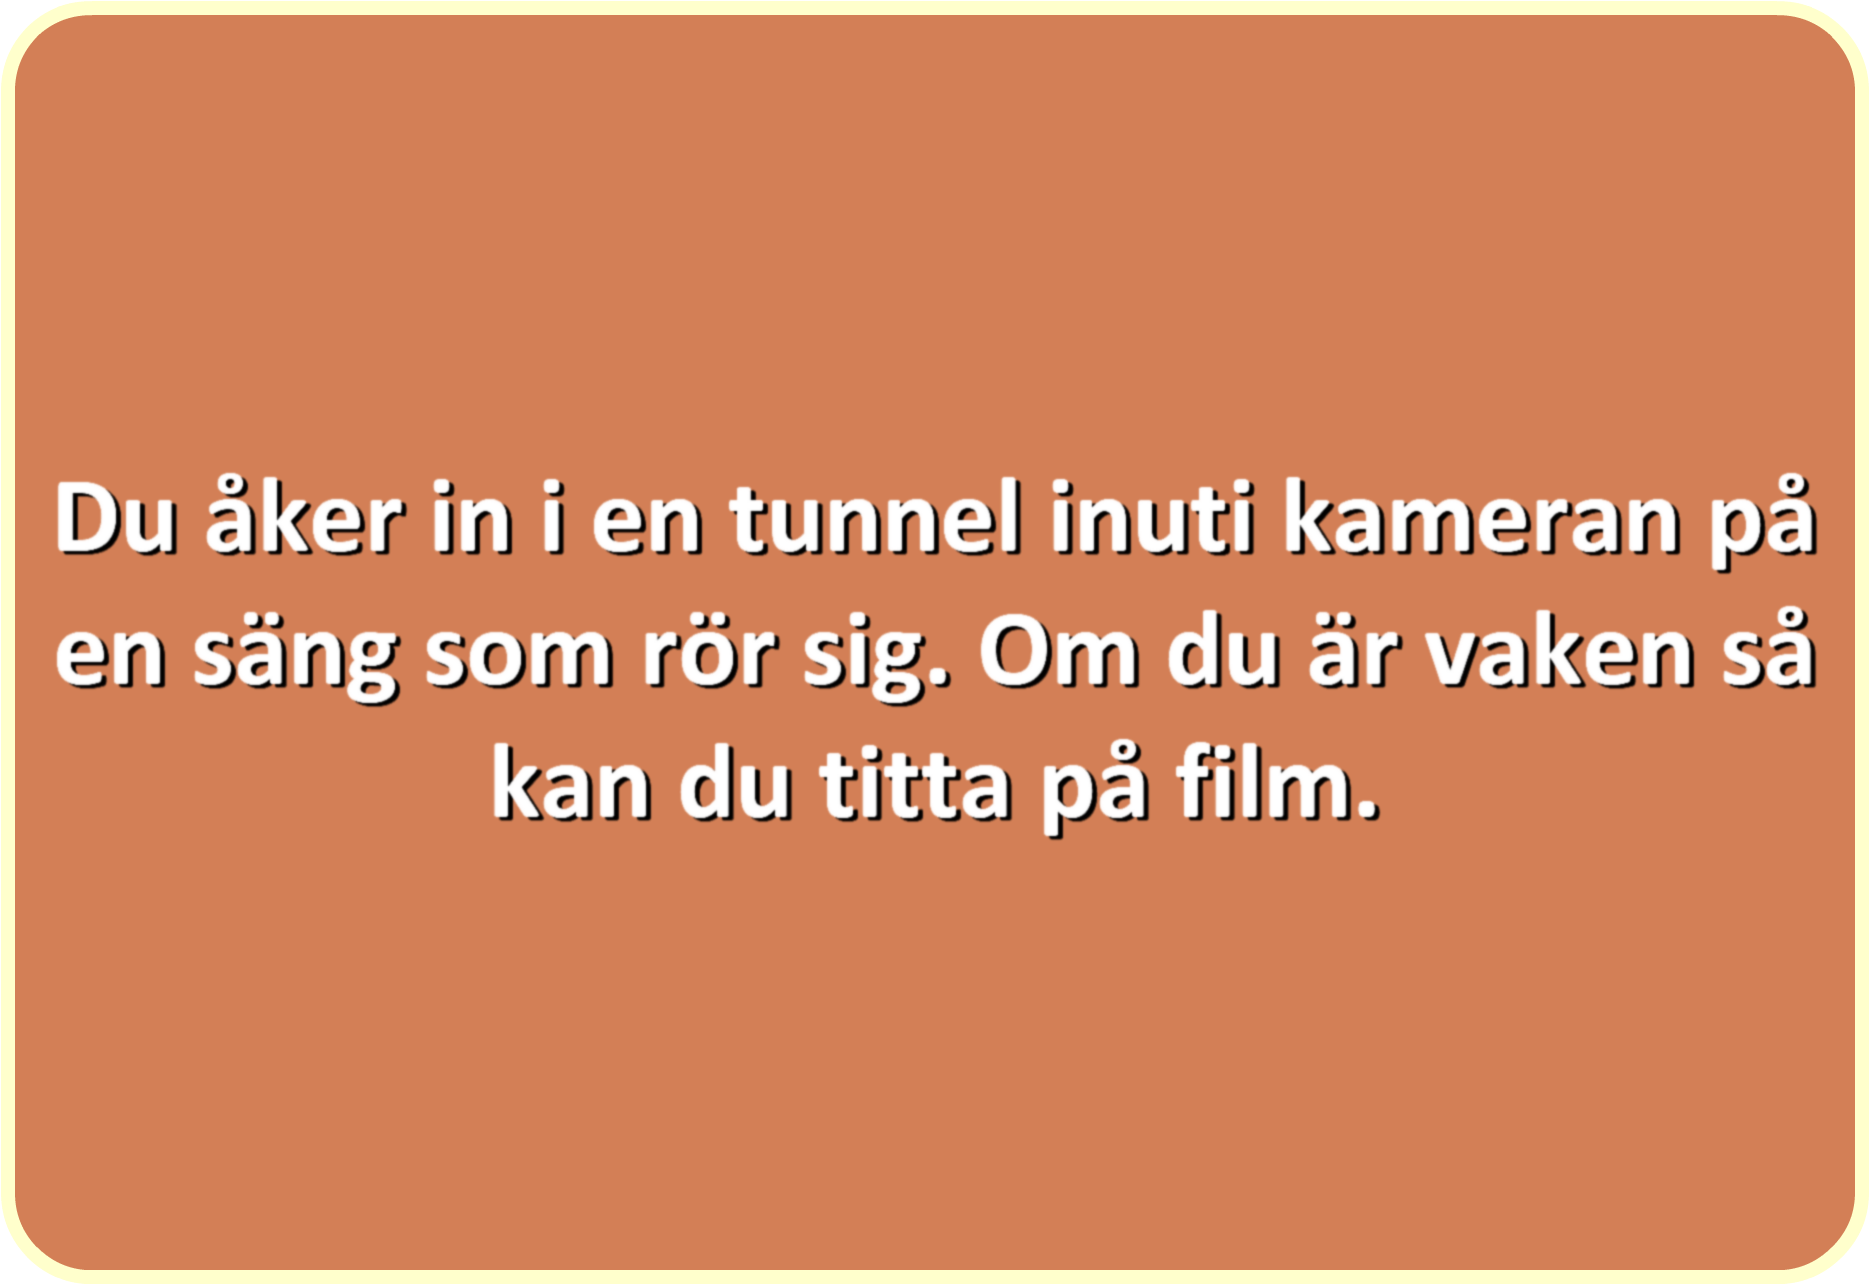 Du åker in i en tunnel inuti kameran på
en säng som rör sig. Om du är vaken så
kan du titta på film.